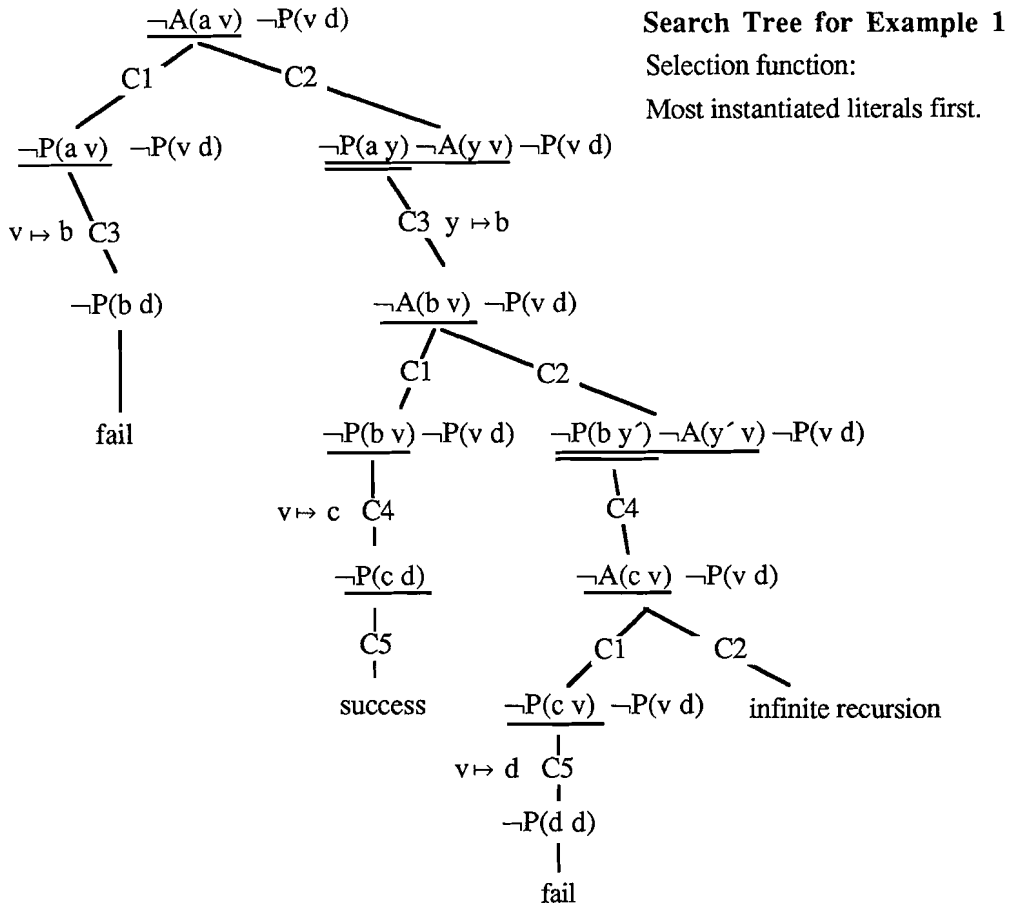 ¬A(a v) ¬P(v d)
Search Tree for Example 1
Selection function:
Most instantiated literals first.
C1 C2
¬P(a v) ¬P(v d) ¬P(a y) ¬A(y v) ¬P(v d)
v ↦ b C3 C3 y ↦ b
¬P(b d) ¬A(b v) ¬P(v d)
C1 C2
fail ¬P(b v) ¬P(v d) ¬P(b y´) ¬A(y´ v) ¬P(v d)
v ↦ c C4 C4
¬P(c d) ¬A(c v) ¬P(v d)
C5 C1 C2
success ¬P(c v) ¬P(v d) infinite recursion
v ↦ d C5
¬P(d d)
fail